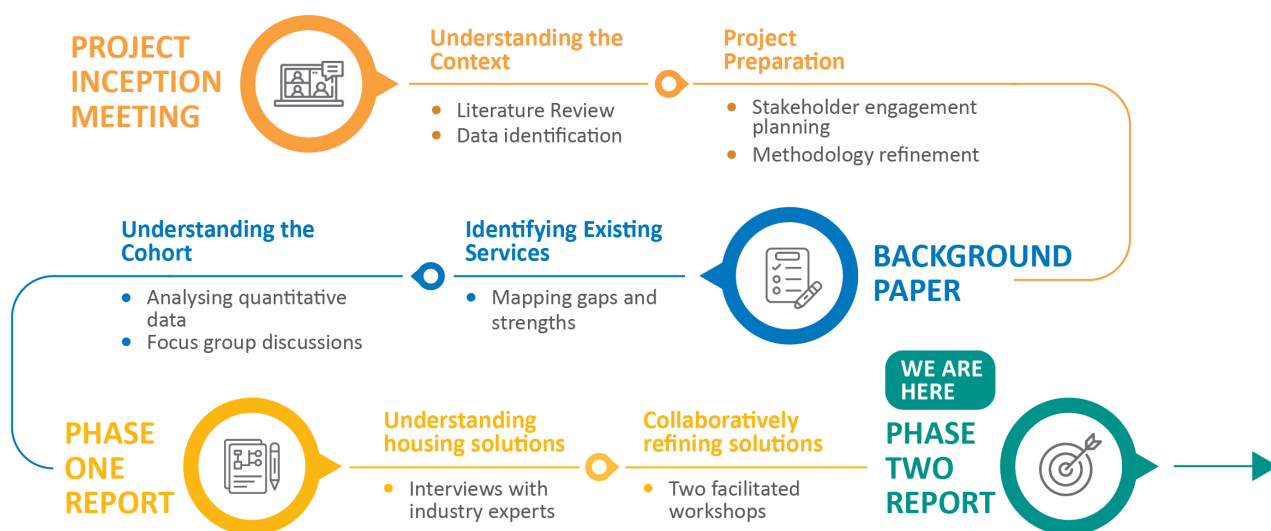 PROJECT
INCEPTION
MEETING
Understanding the
Context
• Literature Review
• Data identification
Project
Preparation
• Stakeholder engagement
planning
• Methodology refinement
BACKGROUND
PAPER
Identifying Existing
Services
• Mapping gaps and
strengths
Understanding the
Cohort
• Analysing quantitative
data
• Focus group discussions
PHASE
ONE
REPORT
Understanding
housing solutions
• Interviews with
industry experts
Collaboratively
refining solutions
• Two facilitated
workshops
WE ARE
HERE
PHASE
TWO
REPORT